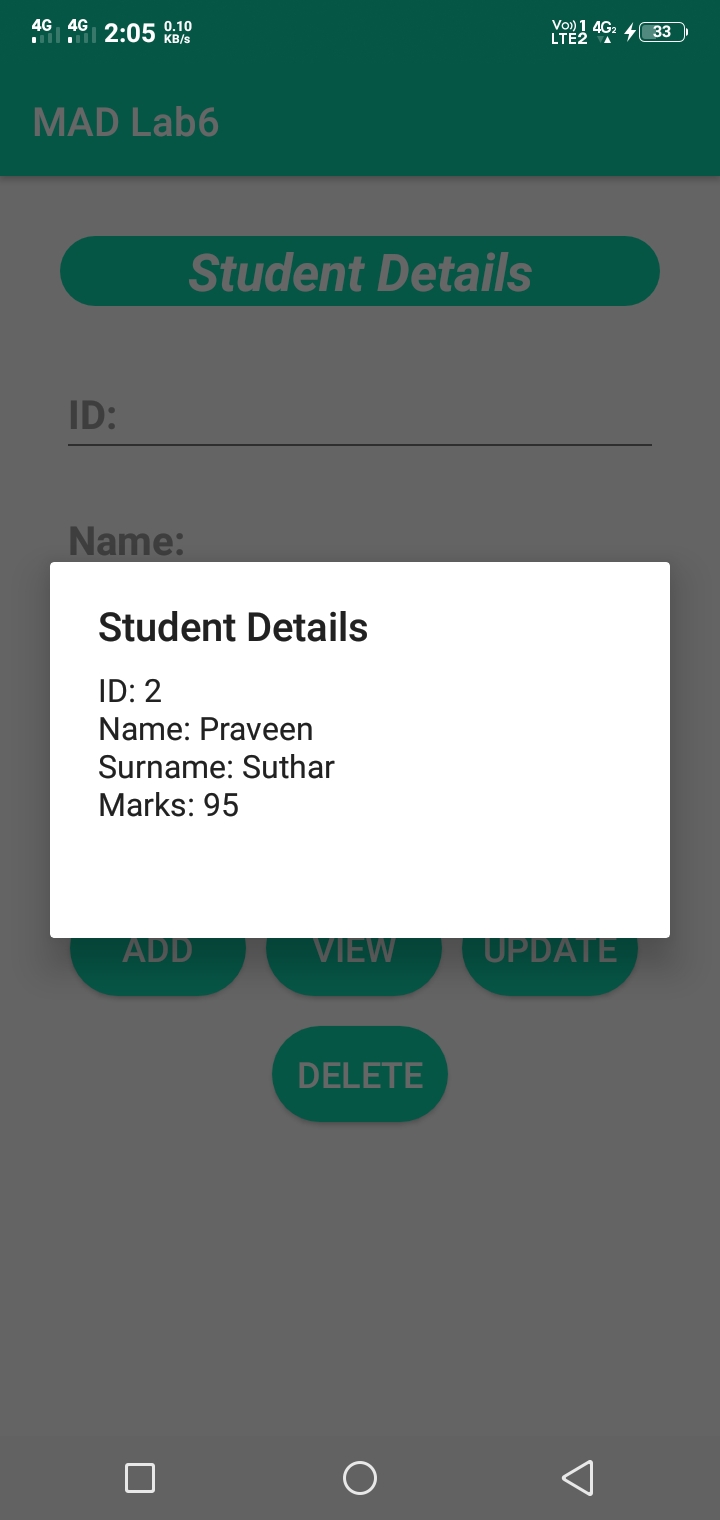 4G 4G 2:05 0.10 KB/s Vo)) 1 LTE2 4G2 33
MAD Lab6
Student Details
ID:
Name:
Student Details
ID: 2
Name: Praveen
Surname: Suthar
Marks: 95
ADD VIEW UPDATE
DELETE